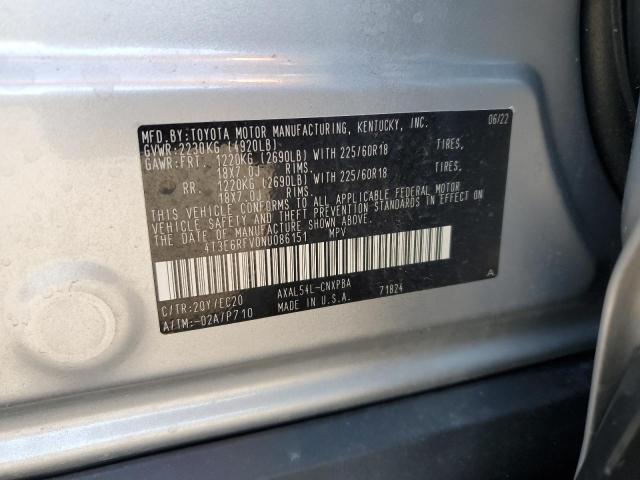 MFD.BY:TOYOTA MOTOR MANUFACTURING, KENTUCKY, INC. 06/22
GVWR:2230KG (4920LB)
GAWR:FRT. 1220KG (2690LB) WITH 225/60R18 TIRES,
18X7.0J RIMS.
RR. 1220KG (2690LB) WITH 225/60R18 TIRES,
18X7.0J RIMS.
THIS VEHICLE CONFORMS TO ALL APPLICABLE FEDERAL MOTOR
VEHICLE SAFETY AND THEFT PREVENTION STANDARDS IN EFFECT ON
THE DATE OF MANUFACTURE SHOWN ABOVE.
4T3E6RFV0NU086151 MPV
C/TR:2QY/EC20 AXAL54L-CNXPBA 71824 A
A/TM:-02A/P710 MADE IN U.S.A.